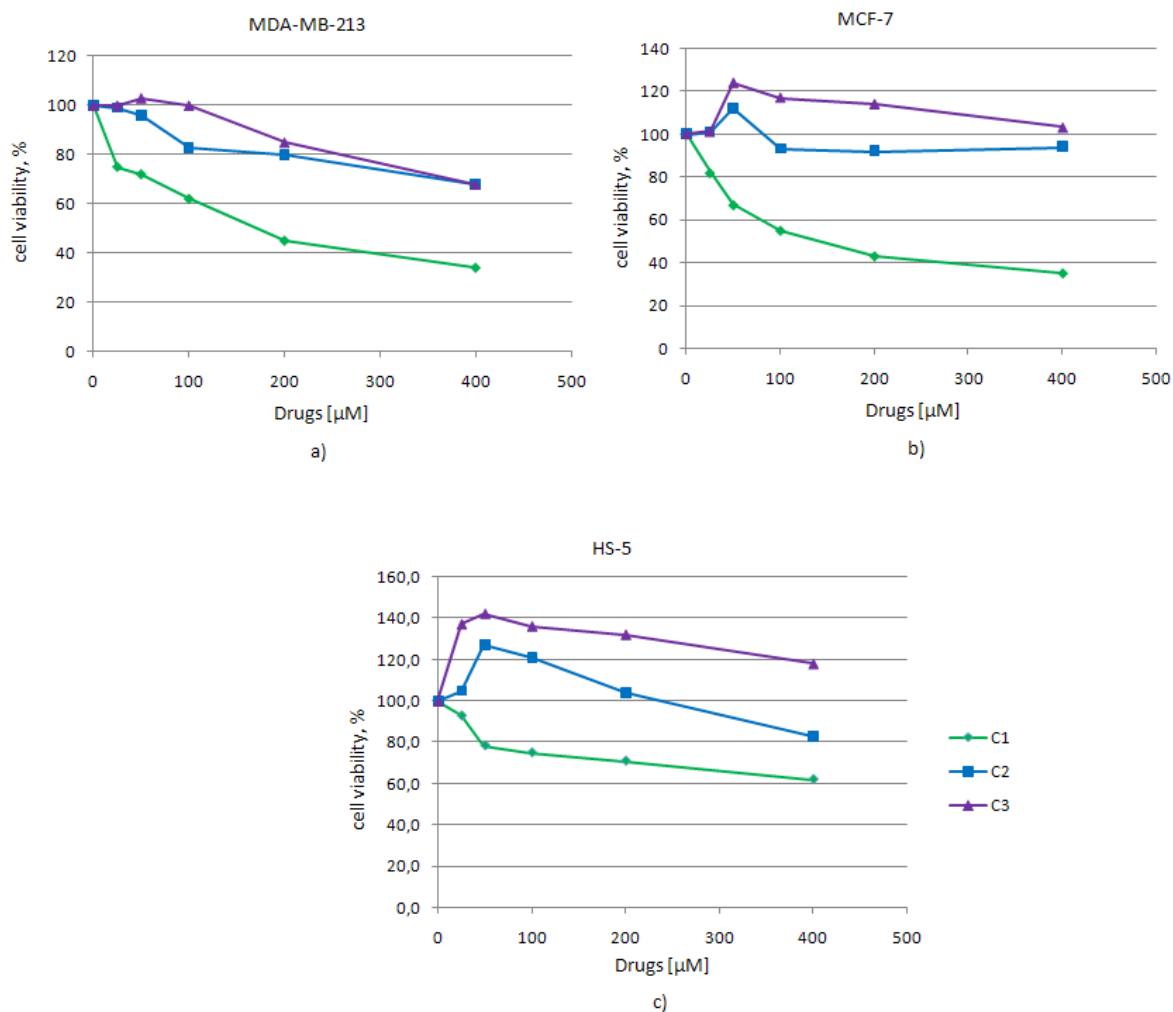 MDA-MB-213
120
100
80
60
40
20
0
0 100 200 300 400 500
cell viability, %
Drugs [µM]
a)
MCF-7
140
120
100
80
60
40
20
0
0 100 200 300 400 500
cell viability, %
Drugs [µM]
b)
HS-5
160,0
140,0
120,0
100,0
80,0
60,0
40,0
20,0
0,0
0 100 200 300 400 500
cell viability, %
Drugs [µM]
c)
C1
C2
C3